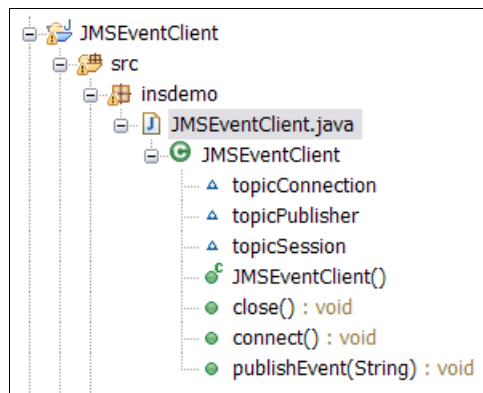 JMSEventClient
src
insdemo
JMSEventClient.java
JMSEventClient
topicConnection
topicPublisher
topicSession
JMSEventClient()
close() : void
connect() : void
publishEvent(String) : void